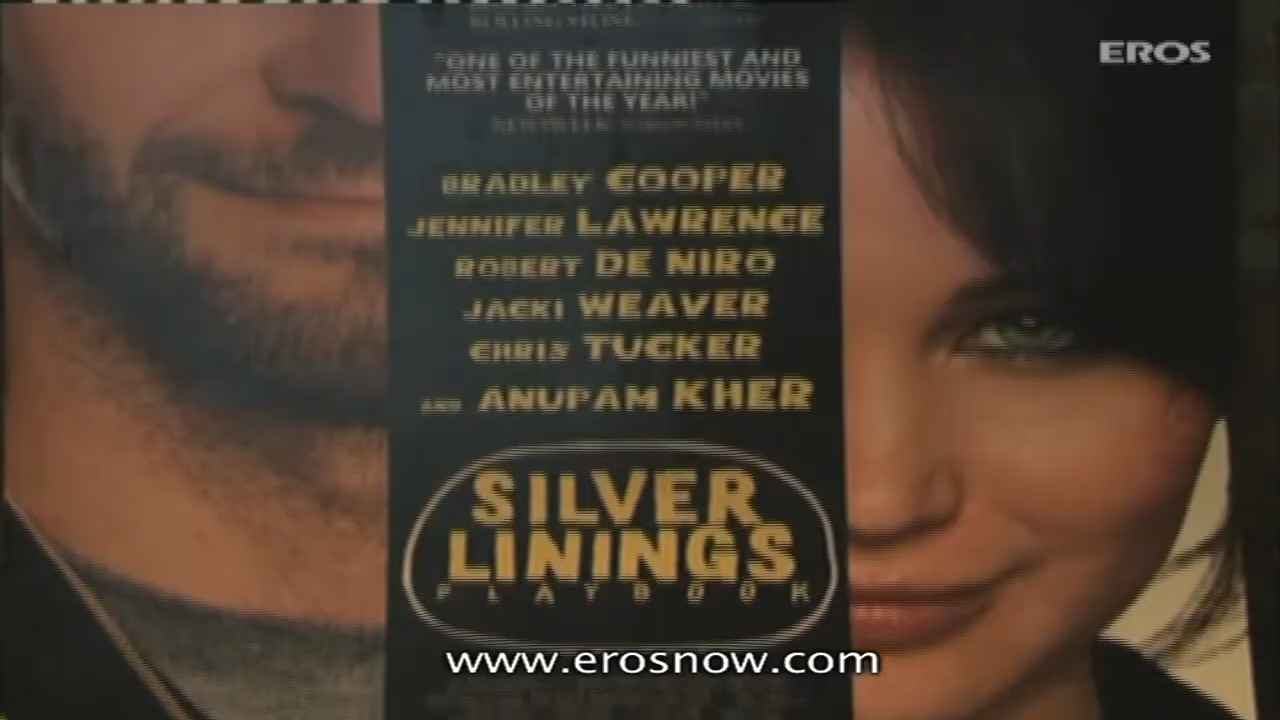 EROS
"ONE OF THE FUNNIEST AND
MOST ENTERTAINING MOVIES
OF THE YEAR!"
BRADLEY COOPER
JENNIFER LAWRENCE
ROBERT DE NIRO
JACKI WEAVER
CHRIS TUCKER
AND ANUPAM KHER
SILVER
LININGS
PLAYBOOK
www.erosnow.com